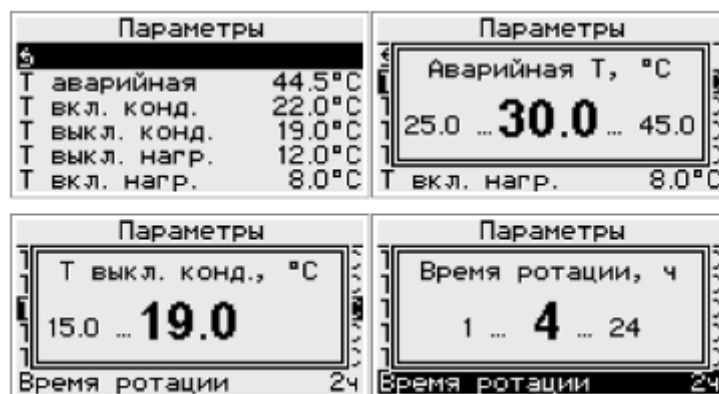 Параметры
Т аварийная 44.5°C
Т вкл. конд. 22.0°C
Т выкл. конд. 19.0°C
Т выкл. нагр. 12.0°C
Т вкл. нагр. 8.0°C
Параметры
Аварийная Т, °C
25.0 … 30.0 … 45.0
Т вкл. нагр. 8.0°C
Параметры
Т выкл. конд., °C
15.0 … 19.0
Время ротации 2ч
Параметры
Время ротации, ч
1 … 4 … 24
Время ротации 2ч